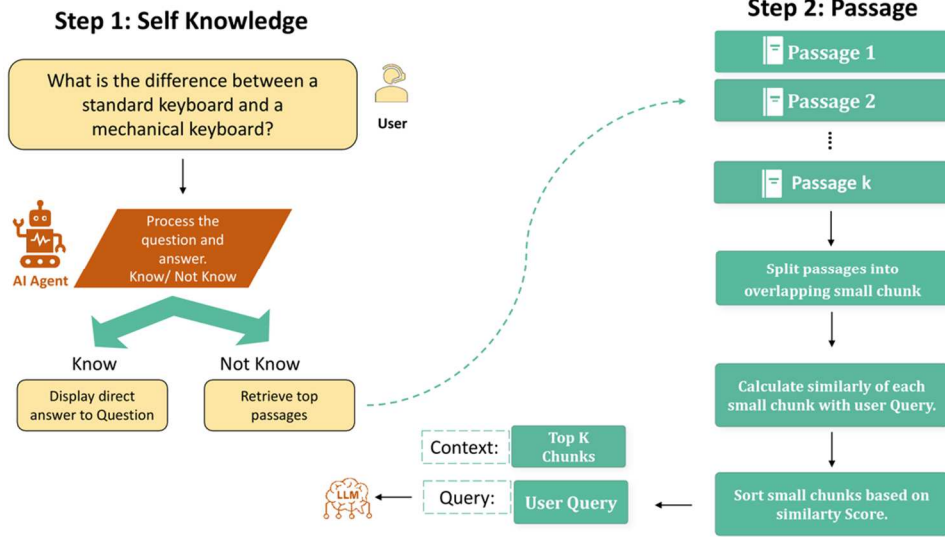 Step 1: Self Knowledge
What is the difference between a
standard keyboard and a
mechanical keyboard?
User
Process the
question and
answer.
Know/ Not Know
AI Agent
Know
Not Know
Display direct
answer to Question
Retrieve top
passages
Step 2: Passage
Passage 1
Passage 2
Passage k
Split passages into
overlapping small chunk
Calculate similarly of each
small chunk with user Query.
Sort small chunks based on
similarty Score.
Context:
Top K
Chunks
Query:
User Query
LLM